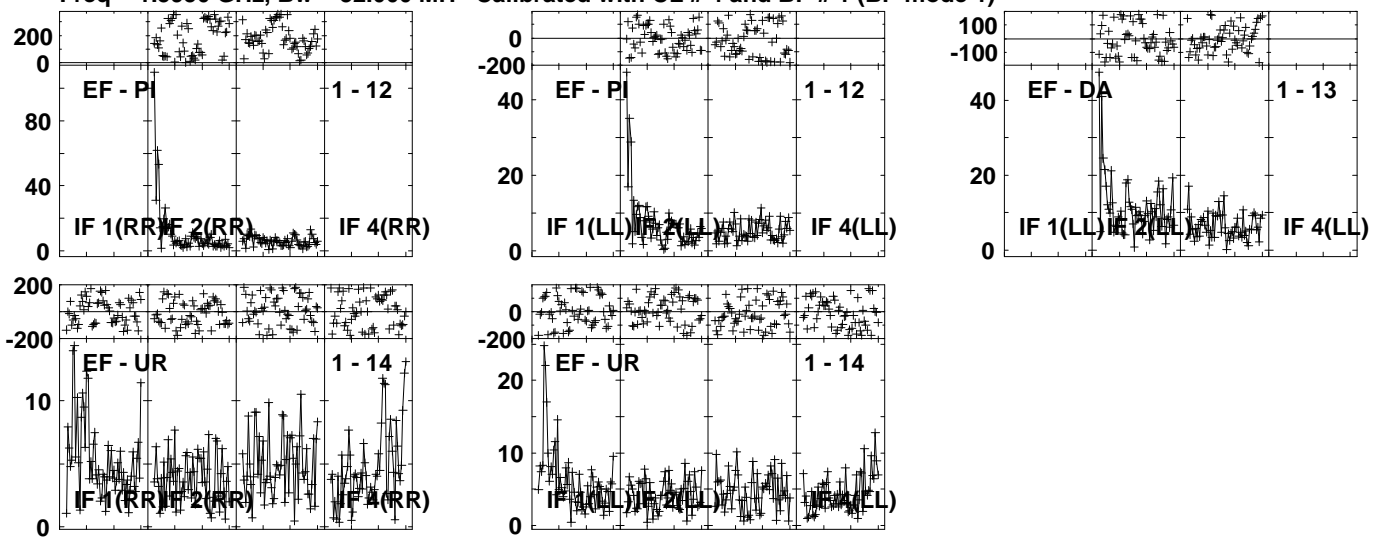 200
0
0
-200
100
-100
EF - PI 1 - 12
EF - PI 1 - 12
EF - DA 1 - 13
80
40
0
40
20
0
40
20
0
IF 1(RR) IF 2(RR) IF 4(RR)
IF 1(LL) IF 2(LL) IF 4(LL)
IF 1(LL) IF 2(LL) IF 4(LL)
200
-200
0
-200
EF - UR 1 - 14
EF - UR 1 - 14
10
0
20
10
0
IF 1(RR) IF 2(RR) IF 4(RR)
IF 1(LL) IF 2(LL) IF 4(LL)